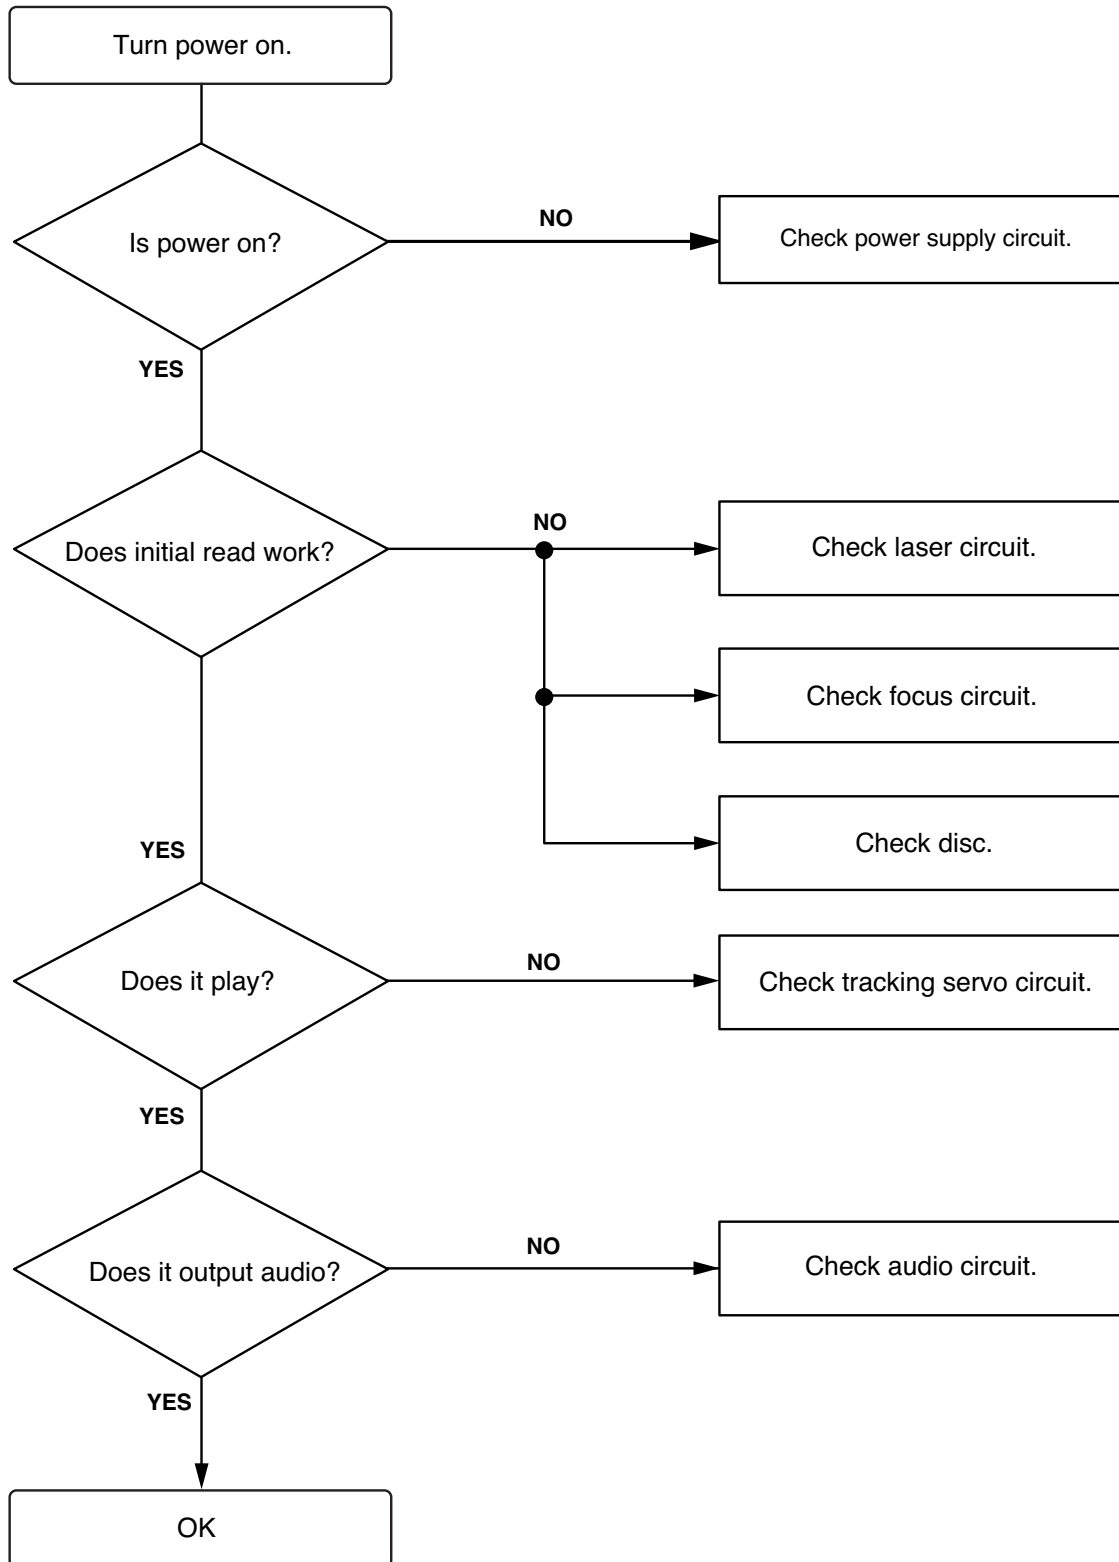 Turn power on.
Is power on?
NO
Check power supply circuit.
YES
Does initial read work?
NO
Check laser circuit.
Check focus circuit.
Check disc.
YES
Does it play?
NO
Check tracking servo circuit.
YES
Does it output audio?
NO
Check audio circuit.
YES
OK